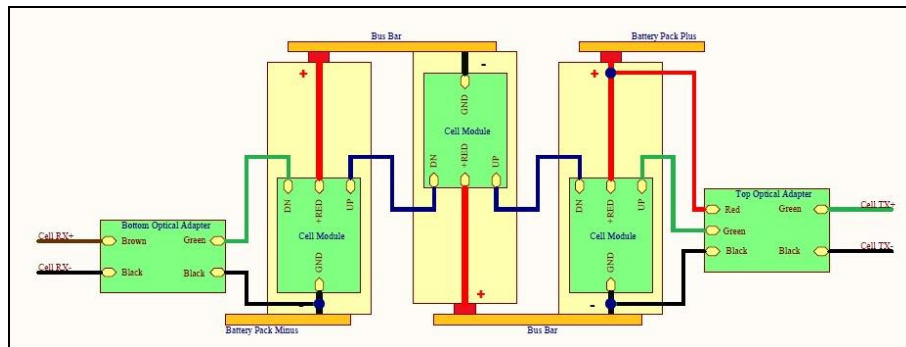 Bus Bar
Battery Pack Plus
+
-
+
GND
Cell Module
DN
+RED
UP
DN
+RED
UP
DN
+RED
UP
Bottom Optical Adapter
Top Optical Adapter
Cell RX+
Brown
Green
Cell Module
Cell Module
Red
Green
Cell TX+
Green
Cell RX-
Black
Black
GND
GND
Black
Black
Cell TX-
-
+
-
Battery Pack Minus
Bus Bar